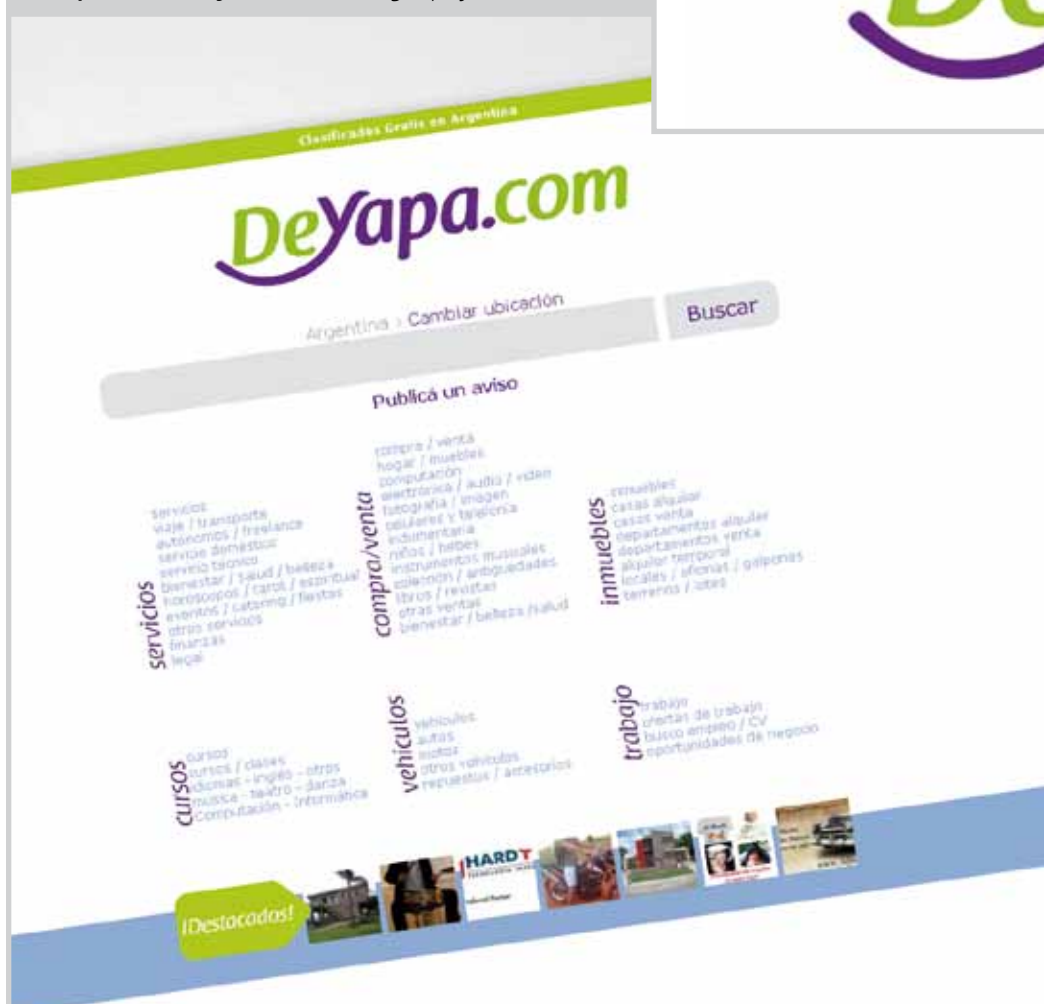 Clasificados Gratis en Argentina
DeYapa.com
Argentina › Cambiar ubicación
Buscar
Publicá un aviso
servicios
servicios
viaje / transporte
autónomos / freelance
servicio doméstico
servicio técnico
bienestar / salud / belleza
horoscopos / tarot / espiritual
eventos / catering / fiestas
otros servicios
finanzas
legal
compra/venta
compra / venta
hogar / muebles
computación
electrónica / audio / video
fotografía / imagen
celulares y telefonía
indumentaria
niños / bebes
instrumentos musicales
colección / antiguedades
libros / revistas
otras ventas
bienestar / belleza /salud
inmuebles
inmuebles
casas alquiler
casas venta
departamentos alquiler
departamentos venta
alquiler temporal
locales / oficinas / galpones
terrenos / lotes
cursos
cursos
cursos / clases
idiomas - inglés - otros
musica - teatro - danza
Computación - Informática
vehículos
vehículos
autos
motos
otros vehículos
repuestos / accesorios
trabajo
trabajo
ofertas de trabajo
busco empleo / CV
oportunidades de negocio
¡Destacados!
HARD